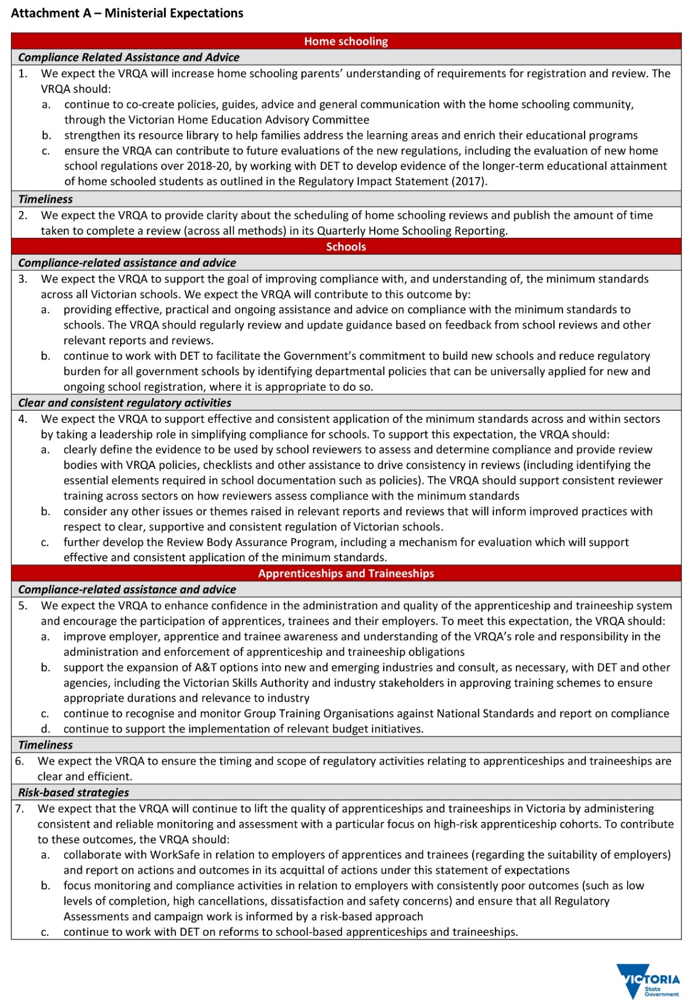 Attachment A – Ministerial Expectations
Home schooling
Compliance Related Assistance and Advice
1. We expect the VRQA will increase home schooling parents’ understanding of requirements for registration and review. The
VRQA should:
a. continue to co-create policies, guides, advice and general communication with the home schooling community,
through the Victorian Home Education Advisory Committee
b. strengthen its resource library to help families address the learning areas and enrich their educational programs
c. ensure the VRQA can contribute to future evaluations of the new regulations, including the evaluation of new home
school regulations over 2018-20, by working with DET to develop evidence of the longer-term educational attainment
of home schooled students as outlined in the Regulatory Impact Statement (2017).
Timeliness
2. We expect the VRQA to provide clarity about the scheduling of home schooling reviews and publish the amount of time
taken to complete a review (across all methods) in its Quarterly Home Schooling Reporting.
Schools
Compliance-related assistance and advice
3. We expect the VRQA to support the goal of improving compliance with, and understanding of, the minimum standards
across all Victorian schools. We expect the VRQA will contribute to this outcome by:
a. providing effective, practical and ongoing assistance and advice on compliance with the minimum standards to
schools. The VRQA should regularly review and update guidance based on feedback from school reviews and other
relevant reports and reviews.
b. continue to work with DET to facilitate the Government’s commitment to build new schools and reduce regulatory
burden for all government schools by identifying departmental policies that can be universally applied for new and
ongoing school registration, where it is appropriate to do so.
Clear and consistent regulatory activities
4. We expect the VRQA to support effective and consistent application of the minimum standards across and within sectors
by taking a leadership role in simplifying compliance for schools. To support this expectation, the VRQA should:
a. clearly define the evidence to be used by school reviewers to assess and determine compliance and provide review
bodies with VRQA policies, checklists and other assistance to drive consistency in reviews (including identifying the
essential elements required in school documentation such as policies). The VRQA should support consistent reviewer
training across sectors on how reviewers assess compliance with the minimum standards
b. consider any other issues or themes raised in relevant reports and reviews that will inform improved practices with
respect to clear, supportive and consistent regulation of Victorian schools.
c. further develop the Review Body Assurance Program, including a mechanism for evaluation which will support
effective and consistent application of the minimum standards.
Apprenticeships and Traineeships
Compliance-related assistance and advice
5. We expect the VRQA to enhance confidence in the administration and quality of the apprenticeship and traineeship system
and encourage the participation of apprentices, trainees and their employers. To meet this expectation, the VRQA should:
a. improve employer, apprentice and trainee awareness and understanding of the VRQA’s role and responsibility in the
administration and enforcement of apprenticeship and traineeship obligations
b. support the expansion of A&T options into new and emerging industries and consult, as necessary, with DET and other
agencies, including the Victorian Skills Authority and industry stakeholders in approving training schemes to ensure
appropriate durations and relevance to industry
c. continue to recognise and monitor Group Training Organisations against National Standards and report on compliance
d. continue to support the implementation of relevant budget initiatives.
Timeliness
6. We expect the VRQA to ensure the timing and scope of regulatory activities relating to apprenticeships and traineeships are
clear and efficient.
Risk-based strategies
7. We expect that the VRQA will continue to lift the quality of apprenticeships and traineeships in Victoria by administering
consistent and reliable monitoring and assessment with a particular focus on high-risk apprenticeship cohorts. To contribute
to these outcomes, the VRQA should:
a. collaborate with WorkSafe in relation to employers of apprentices and trainees (regarding the suitability of employers)
and report on actions and outcomes in its acquittal of actions under this statement of expectations
b. focus monitoring and compliance activities in relation to employers with consistently poor outcomes (such as low
levels of completion, high cancellations, dissatisfaction and safety concerns) and ensure that all Regulatory
Assessments and campaign work is informed by a risk-based approach
c. continue to work with DET on reforms to school-based apprenticeships and traineeships.
VICTORIA
State
Government